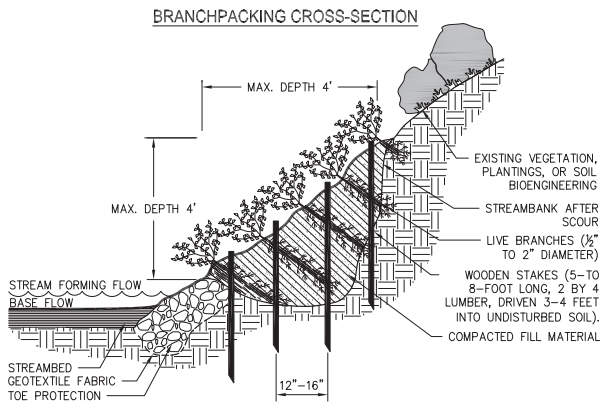 BRANCHPACKING CROSS-SECTION
MAX. DEPTH 4'
MAX. DEPTH 4'
EXISTING VEGETATION,
PLANTINGS, OR SOIL
BIOENGINEERING
STREAMBANK AFTER
SCOUR
LIVE BRANCHES (½"
TO 2" DIAMETER)
WOODEN STAKES (5-TO
8-FOOT LONG, 2 BY 4
LUMBER, DRIVEN 3-4 FEET
INTO UNDISTURBED SOIL).
COMPACTED FILL MATERIAL
STREAM FORMING FLOW
BASE FLOW
STREAMBED
GEOTEXTILE FABRIC
TOE PROTECTION
12"-16"